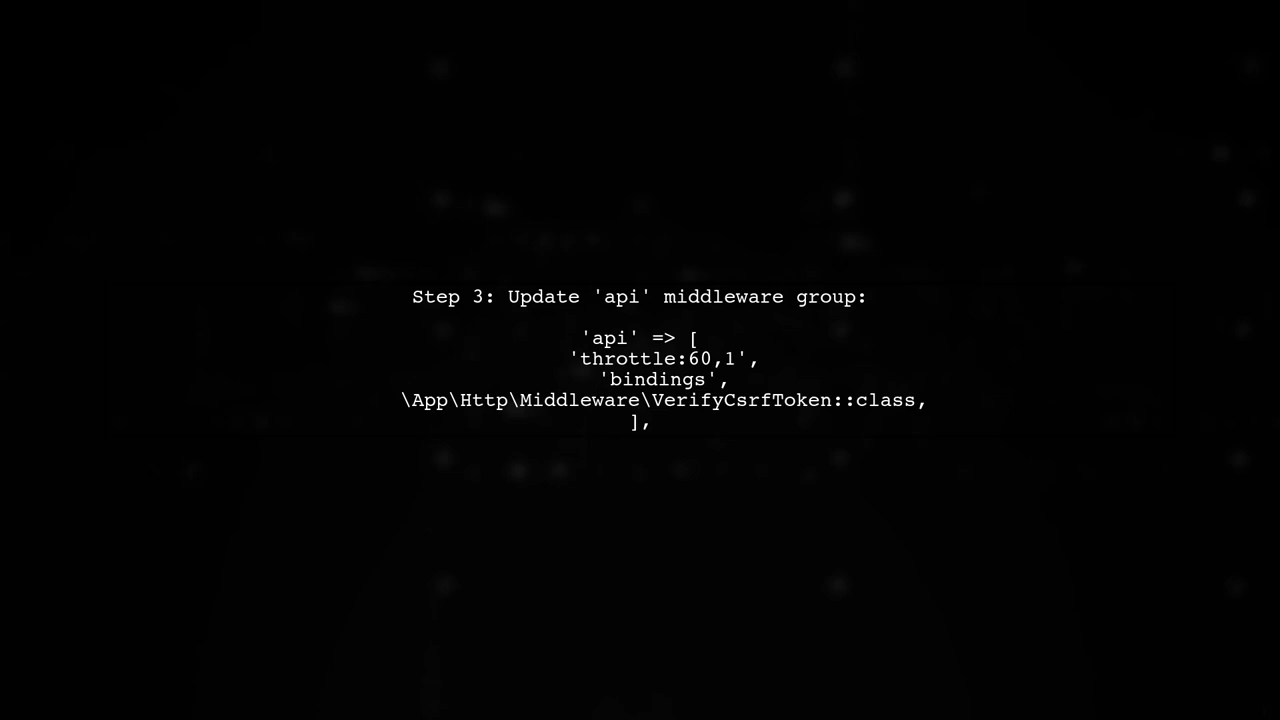 Step 3: Update 'api' middleware group:
'api' => [
'throttle:60,1',
'bindings',
\App\Http\Middleware\VerifyCsrfToken::class,
],